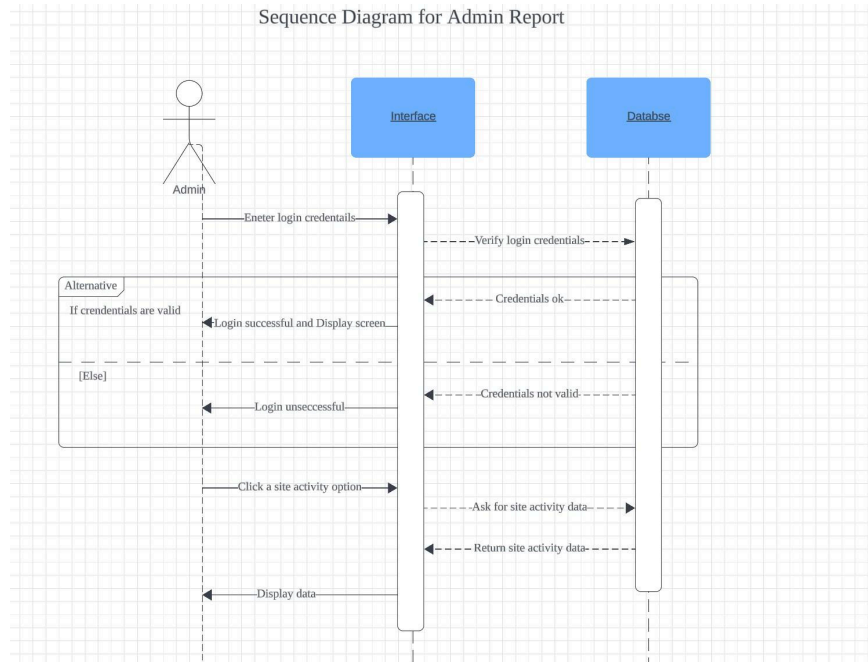 Sequence Diagram for Admin Report
Interface
Databse
Admin
Eneter login credentails
Verify login credentials
Alternative
Credentials ok
If crendentials are valid
Login successful and Display screen
[Else]
Credentials not valid
Login unseccessful
Click a site activity option
Ask for site activity data
Return site activity data
Display data